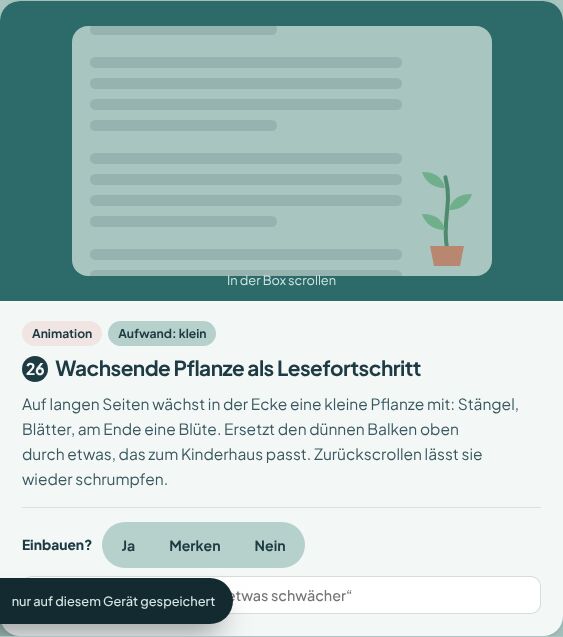 In der Box scrollen
Animation
Aufwand: klein
26 Wachsende Pflanze als Lesefortschritt
Auf langen Seiten wächst in der Ecke eine kleine Pflanze mit: Stängel,
Blätter, am Ende eine Blüte. Ersetzt den dünnen Balken oben
durch etwas, das zum Kinderhaus passt. Zurückscrollen lässt sie
wieder schrumpfen.
Einbauen? Ja Merken Nein
nur auf diesem Gerät gespeichert
etwas schwächer“